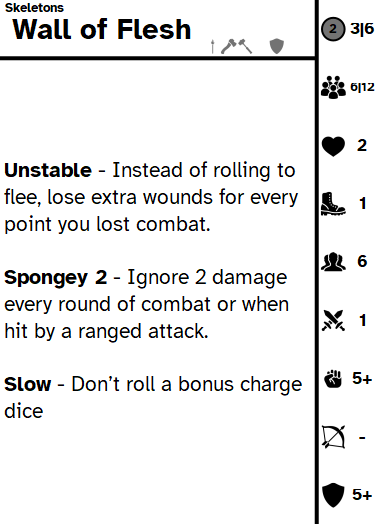 Skeletons
Wall of Flesh
2 3|6
6|12
2
Unstable - Instead of rolling to
flee, lose extra wounds for every
point you lost combat.
1
Spongey 2 - Ignore 2 damage
every round of combat or when
hit by a ranged attack.
6
1
Slow - Don't roll a bonus charge
dice
5+
-
5+